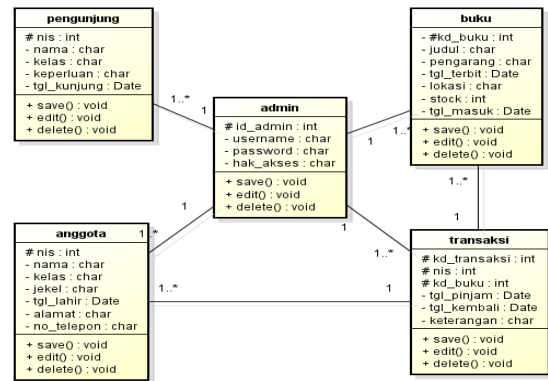 pengunjung
# nis : int
- nama : char
- kelas : char
- keperluan : char
- tgl_kunjung : Date
+ save() : void
+ edit() : void
+ delete() : void
buku
- #kd_buku : int
- judul : char
- pengarang : char
- tgl_terbit : Date
- lokasi : char
- stock : int
- tgl_masuk : Date
+ save() : void
+ edit() : void
+ delete() : void
1..*
1
admin
# id_admin : int
- username : char
- password : char
- hak_akses : char
+ save() : void
+ edit() : void
+ delete() : void
1
1..*
1..*
1
1
1..*
1
1..*
anggota
# nis : int
- nama : char
- kelas : char
- jekel : char
- tgl_lahir : Date
- alamat : char
- no_telepon : char
+ save() : void
+ edit() : void
+ delete() : void
1..*
1
transaksi
# kd_transaksi : int
# nis : int
# kd_buku : int
- tgl_pinjam : Date
- tgl_kembali : Date
- keterangan : char
+ save() : void
+ edit() : void
+ delete() : void